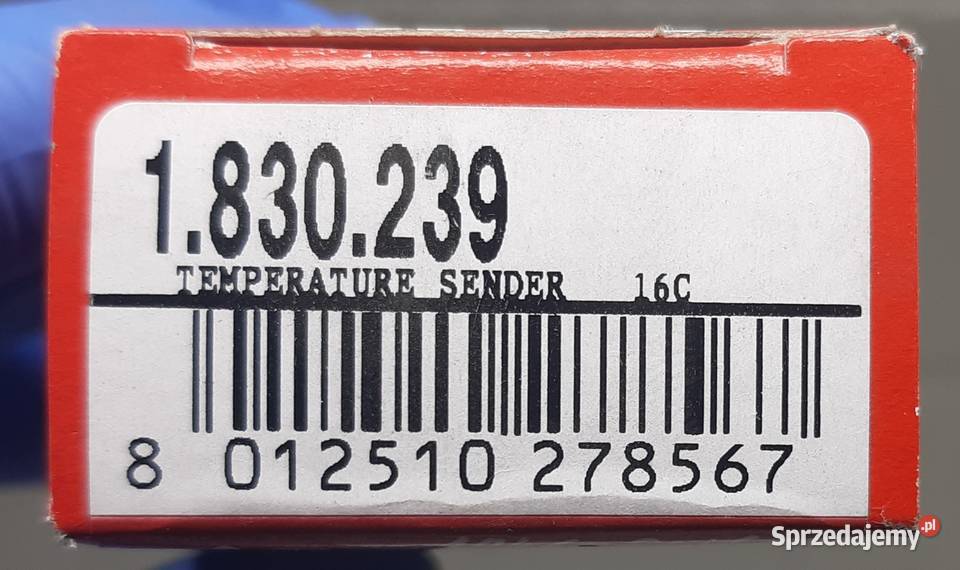 1.830.239
TEMPERATURE SENDER 16C
8 012510 278567
Sprzedajemy.pl